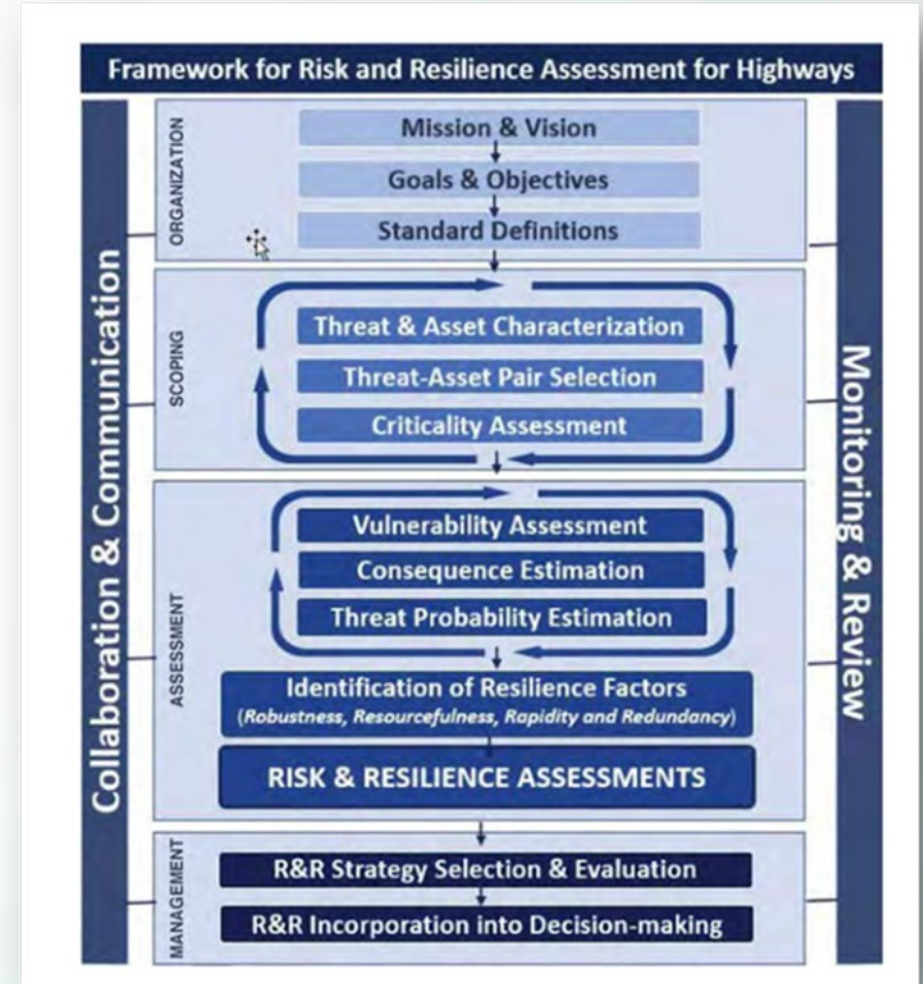 Framework for Risk and Resilience Assessment for Highways
Collaboration & Communication
ORGANIZATION
Mission & Vision
Goals & Objectives
Standard Definitions
SCOPING
Threat & Asset Characterization
Threat-Asset Pair Selection
Criticality Assessment
ASSESSMENT
Vulnerability Assessment
Consequence Estimation
Threat Probability Estimation
Identification of Resilience Factors
(Robustness, Resourcefulness, Rapidity and Redundancy)
RISK & RESILIENCE ASSESSMENTS
MANAGEMENT
R&R Strategy Selection & Evaluation
R&R Incorporation into Decision-making
Monitoring & Review